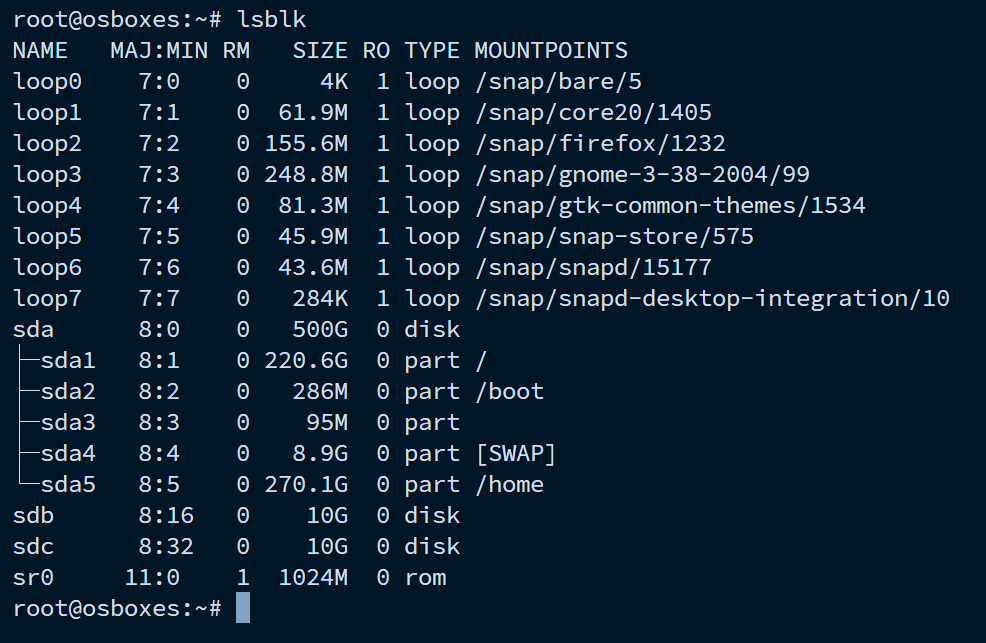 root@osboxes:~# lsblk
NAME   MAJ:MIN RM   SIZE RO TYPE MOUNTPOINTS
loop0    7:0    0     4K  1 loop /snap/bare/5
loop1    7:1    0  61.9M  1 loop /snap/core20/1405
loop2    7:2    0 155.6M  1 loop /snap/firefox/1232
loop3    7:3    0 248.8M  1 loop /snap/gnome-3-38-2004/99
loop4    7:4    0  81.3M  1 loop /snap/gtk-common-themes/1534
loop5    7:5    0  45.9M  1 loop /snap/snap-store/575
loop6    7:6    0  43.6M  1 loop /snap/snapd/15177
loop7    7:7    0   284K  1 loop /snap/snapd-desktop-integration/10
sda      8:0    0   500G  0 disk
├─sda1   8:1    0 220.6G  0 part /
├─sda2   8:2    0   286M  0 part /boot
├─sda3   8:3    0    95M  0 part
├─sda4   8:4    0   8.9G  0 part [SWAP]
└─sda5   8:5    0 270.1G  0 part /home
sdb      8:16   0    10G  0 disk
sdc      8:32   0    10G  0 disk
sr0     11:0    1  1024M  0 rom
root@osboxes:~#